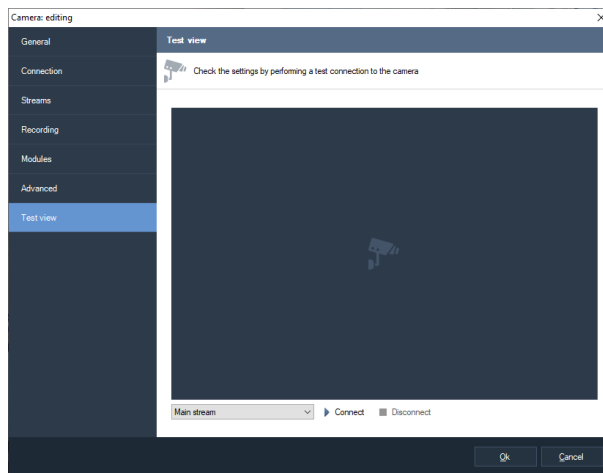 Camera: editing
General
Connection
Streams
Recording
Modules
Advanced
Test view
Test view
Check the settings by performing a test connection to the camera
Main stream
Connect
Disconnect
Ok
Cancel